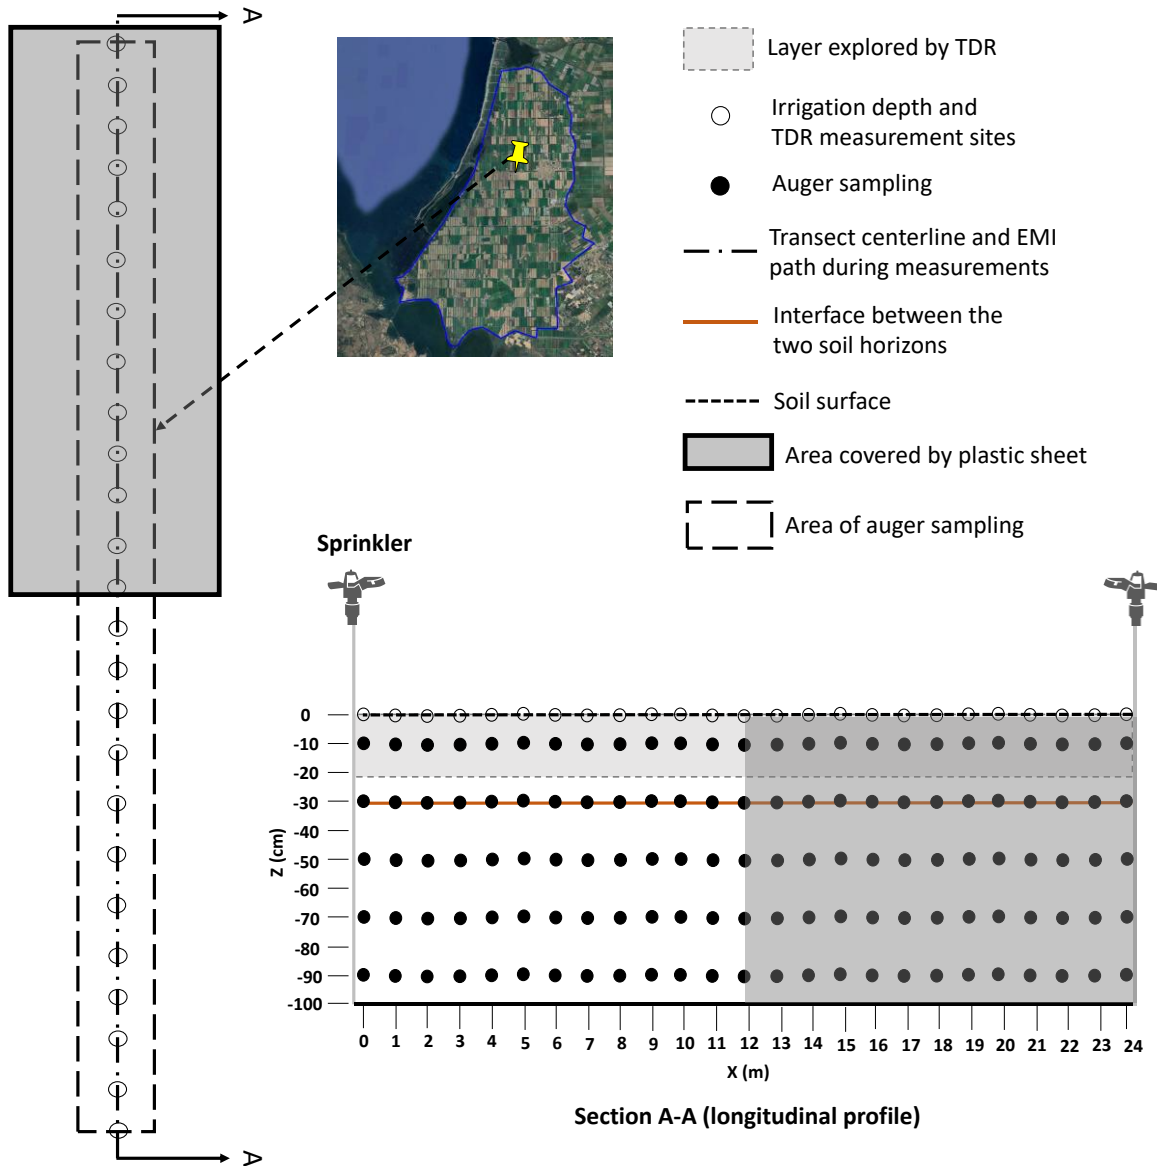 A
Layer explored by TDR
Irrigation depth and
TDR measurement sites
Auger sampling
Transect centerline and EMI
path during measurements
Interface between the
two soil horizons
Soil surface
Area covered by plastic sheet
Area of auger sampling
Sprinkler
0
-10
-20
-30
-40
-50
-60
-70
-80
-90
-100
Z (cm)
0 1 2 3 4 5 6 7 8 9 10 11 12 13 14 15 16 17 18 19 20 21 22 23 24
X (m)
Section A-A (longitudinal profile)
A